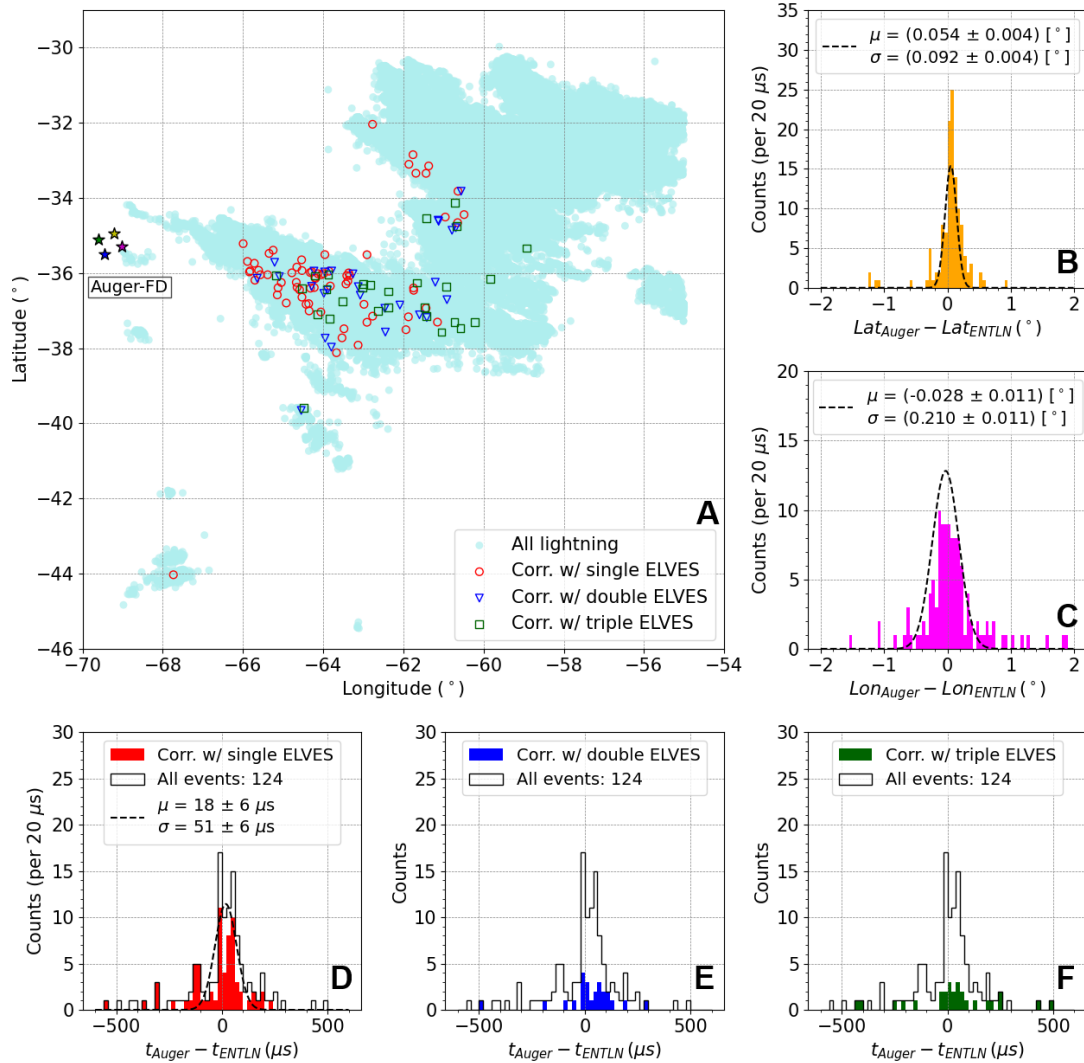 −30
−32
−34
−36
−38
−40
−42
−44
−46
Latitude (°)
Auger-FD
A
All lightning
Corr. w/ single ELVES
Corr. w/ double ELVES
Corr. w/ triple ELVES
−70
−68
−66
−64
−62
−60
−58
−56
−54
Longitude (°)
35
30
25
20
15
10
5
0
Counts (per 20 μs)
μ = (0.054 ± 0.004) [°]
σ = (0.092 ± 0.004) [°]
B
−2
−1
0
1
2
Lat_Auger − Lat_ENTLN (°)
20
15
10
5
0
Counts (per 20 μs)
μ = (-0.028 ± 0.011) [°]
σ = (0.210 ± 0.011) [°]
C
−2
−1
0
1
2
Lon_Auger − Lon_ENTLN (°)
30
25
20
15
10
5
0
Counts (per 20 μs)
Corr. w/ single ELVES
All events: 124
μ = 18 ± 6 μs
σ = 51 ± 6 μs
D
−500
0
500
t_Auger − t_ENTLN (μs)
30
25
20
15
10
5
0
Counts
Corr. w/ double ELVES
All events: 124
E
−500
0
500
t_Auger − t_ENTLN (μs)
30
25
20
15
10
5
0
Counts
Corr. w/ triple ELVES
All events: 124
F
−500
0
500
t_Auger − t_ENTLN (μs)